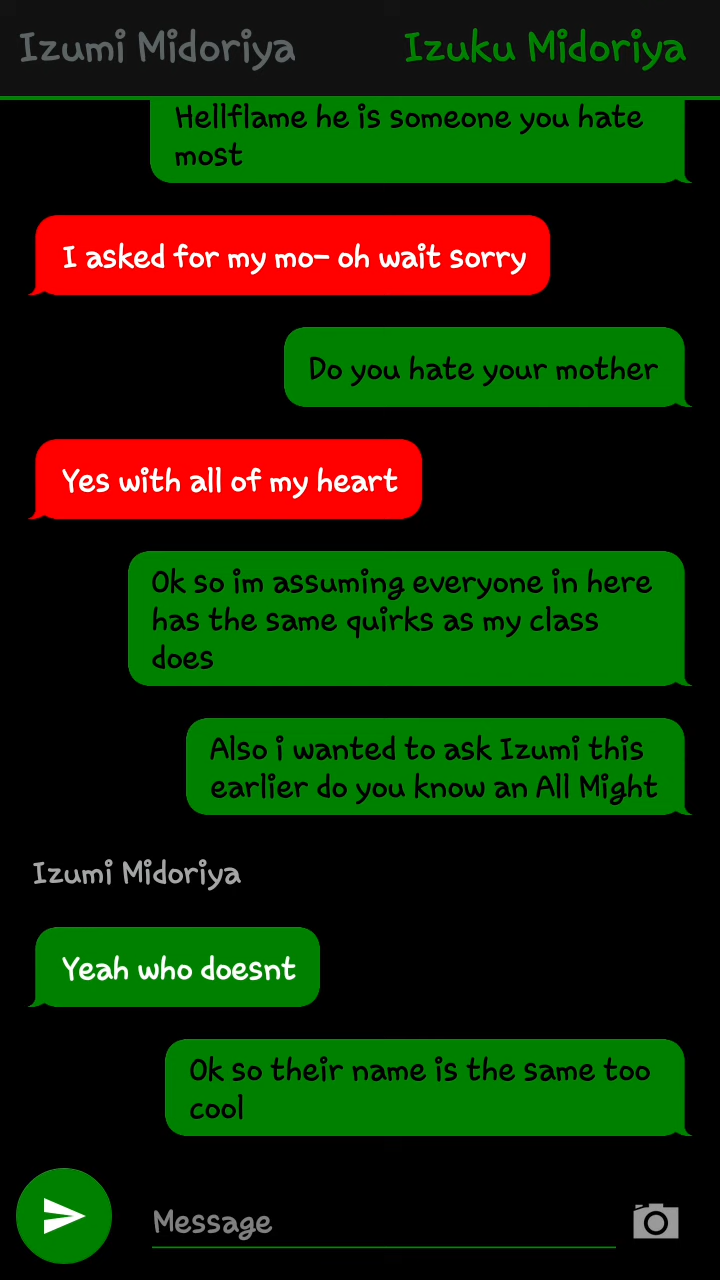 Izumi Midoriya
Izuku Midoriya
Hellflame he is someone you hate
most
I asked for my mo- oh wait sorry
Do you hate your mother
Yes with all of my heart
Ok so im assuming everyone in here
has the same quirks as my class
does
Also i wanted to ask Izumi this
earlier do you know an All Might
Izumi Midoriya
Yeah who doesnt
Ok so their name is the same too
cool
Message